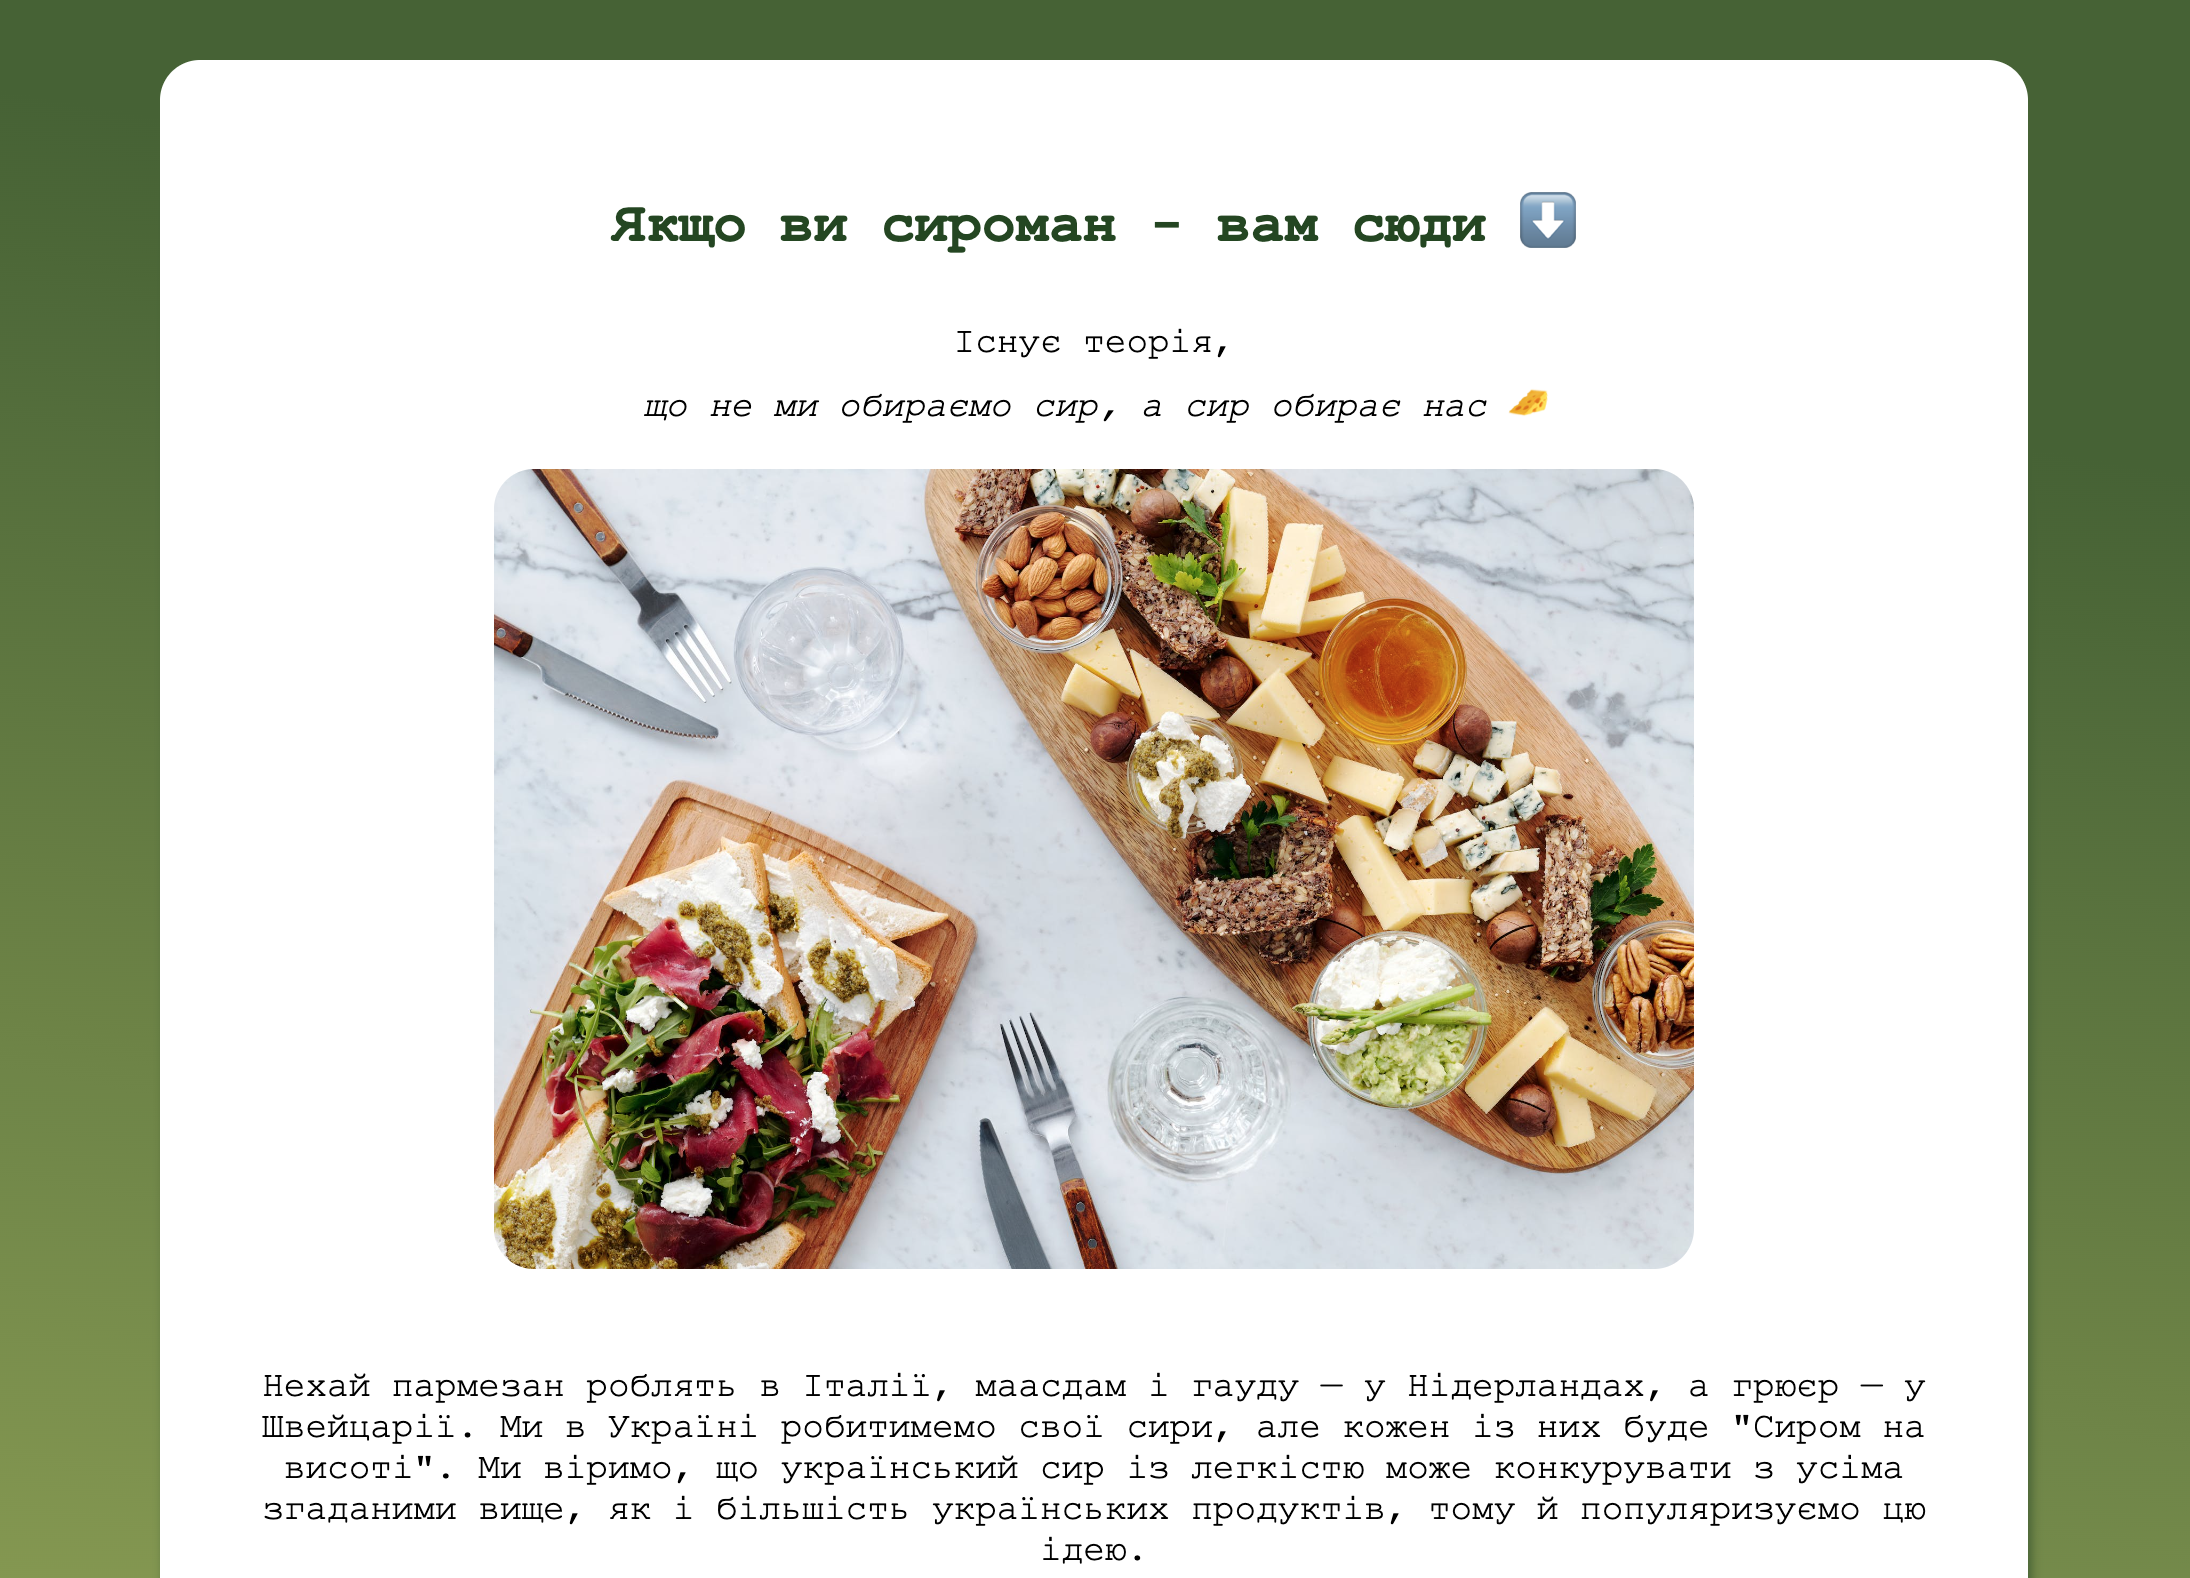 Якщо ви сироман - вам сюди ⬇️
Існує теорія,
що не ми обираємо сир, а сир обирає нас 🧀
Нехай пармезан роблять в Італії, маасдам і гауду — у Нідерландах, а грюєр — у
Швейцарії. Ми в Україні робитимемо свої сири, але кожен із них буде "Сиром на
висоті". Ми віримо, що український сир із легкістю може конкурувати з усіма
згаданими вище, як і більшість українських продуктів, тому й популяризуємо цю
ідею.